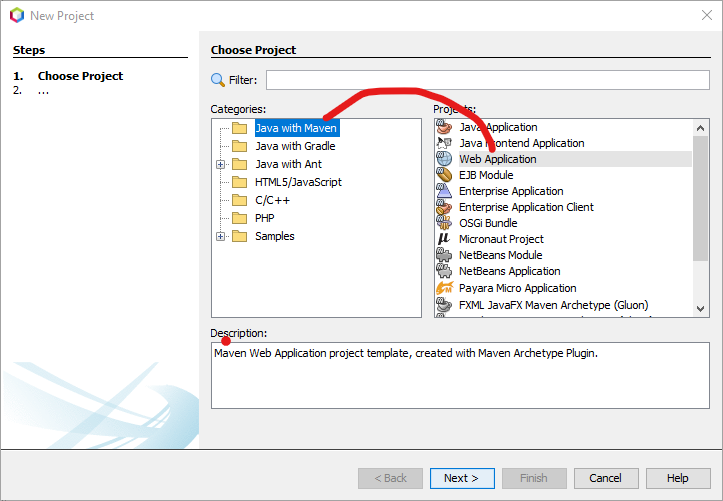 New Project
Steps
1. Choose Project
2. ...
Choose Project
Filter:
Categories:
Java with Maven
Java with Gradle
Java with Ant
HTML5/JavaScript
C/C++
PHP
Samples
Projects:
Java Application
Java Frontend Application
Web Application
EJB Module
Enterprise Application
Enterprise Application Client
OSGi Bundle
Micronaut Project
NetBeans Module
NetBeans Application
Payara Micro Application
FXML JavaFX Maven Archetype (Gluon)
Description:
Maven Web Application project template, created with Maven Archetype Plugin.
< Back
Next >
Finish
Cancel
Help